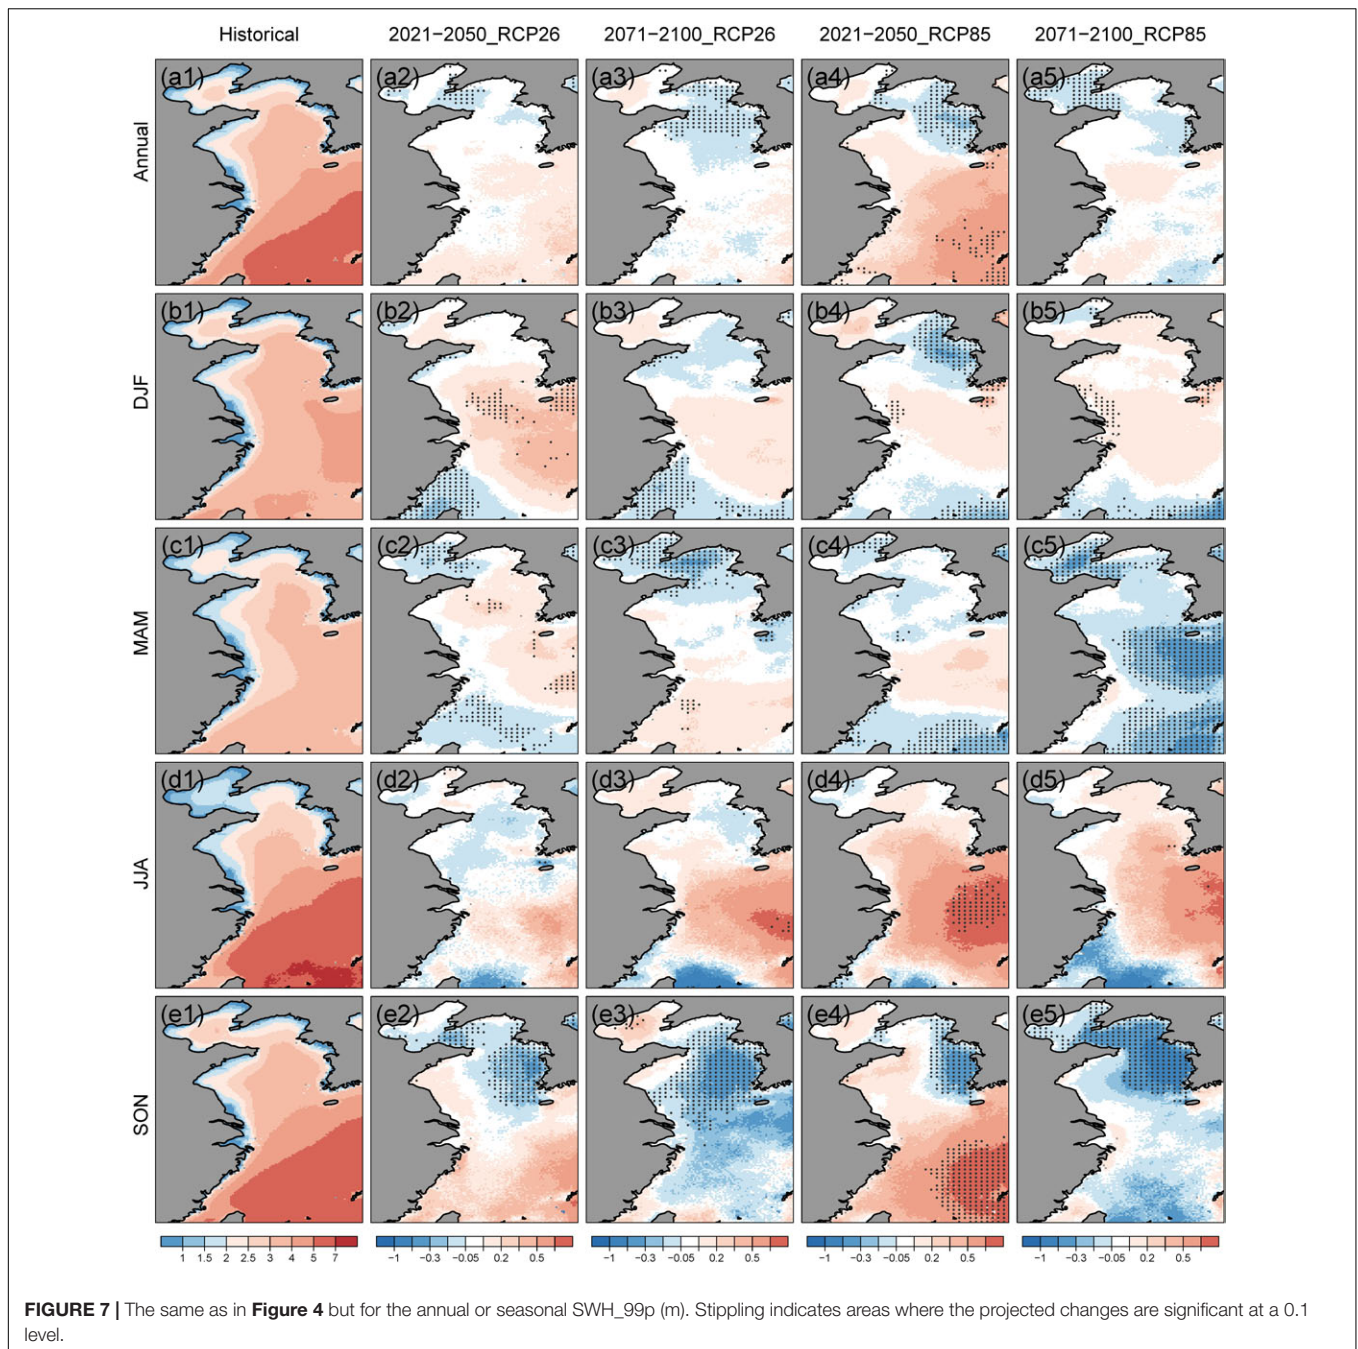 Historical 2021−2050_RCP26 2071−2100_RCP26 2021−2050_RCP85 2071−2100_RCP85
Annual
(a1) (a2) (a3) (a4) (a5)
DJF
(b1) (b2) (b3) (b4) (b5)
MAM
(c1) (c2) (c3) (c4) (c5)
JJA
(d1) (d2) (d3) (d4) (d5)
SON
(e1) (e2) (e3) (e4) (e5)
1 1.5 2 2.5 3 4 5 7 −1 −0.3 −0.05 0.2 0.5 −1 −0.3 −0.05 0.2 0.5 −1 −0.3 −0.05 0.2 0.5 −1 −0.3 −0.05 0.2 0.5
FIGURE 7 | The same as in Figure 4 but for the annual or seasonal SWH_99p (m). Stippling indicates areas where the projected changes are significant at a 0.1
level.